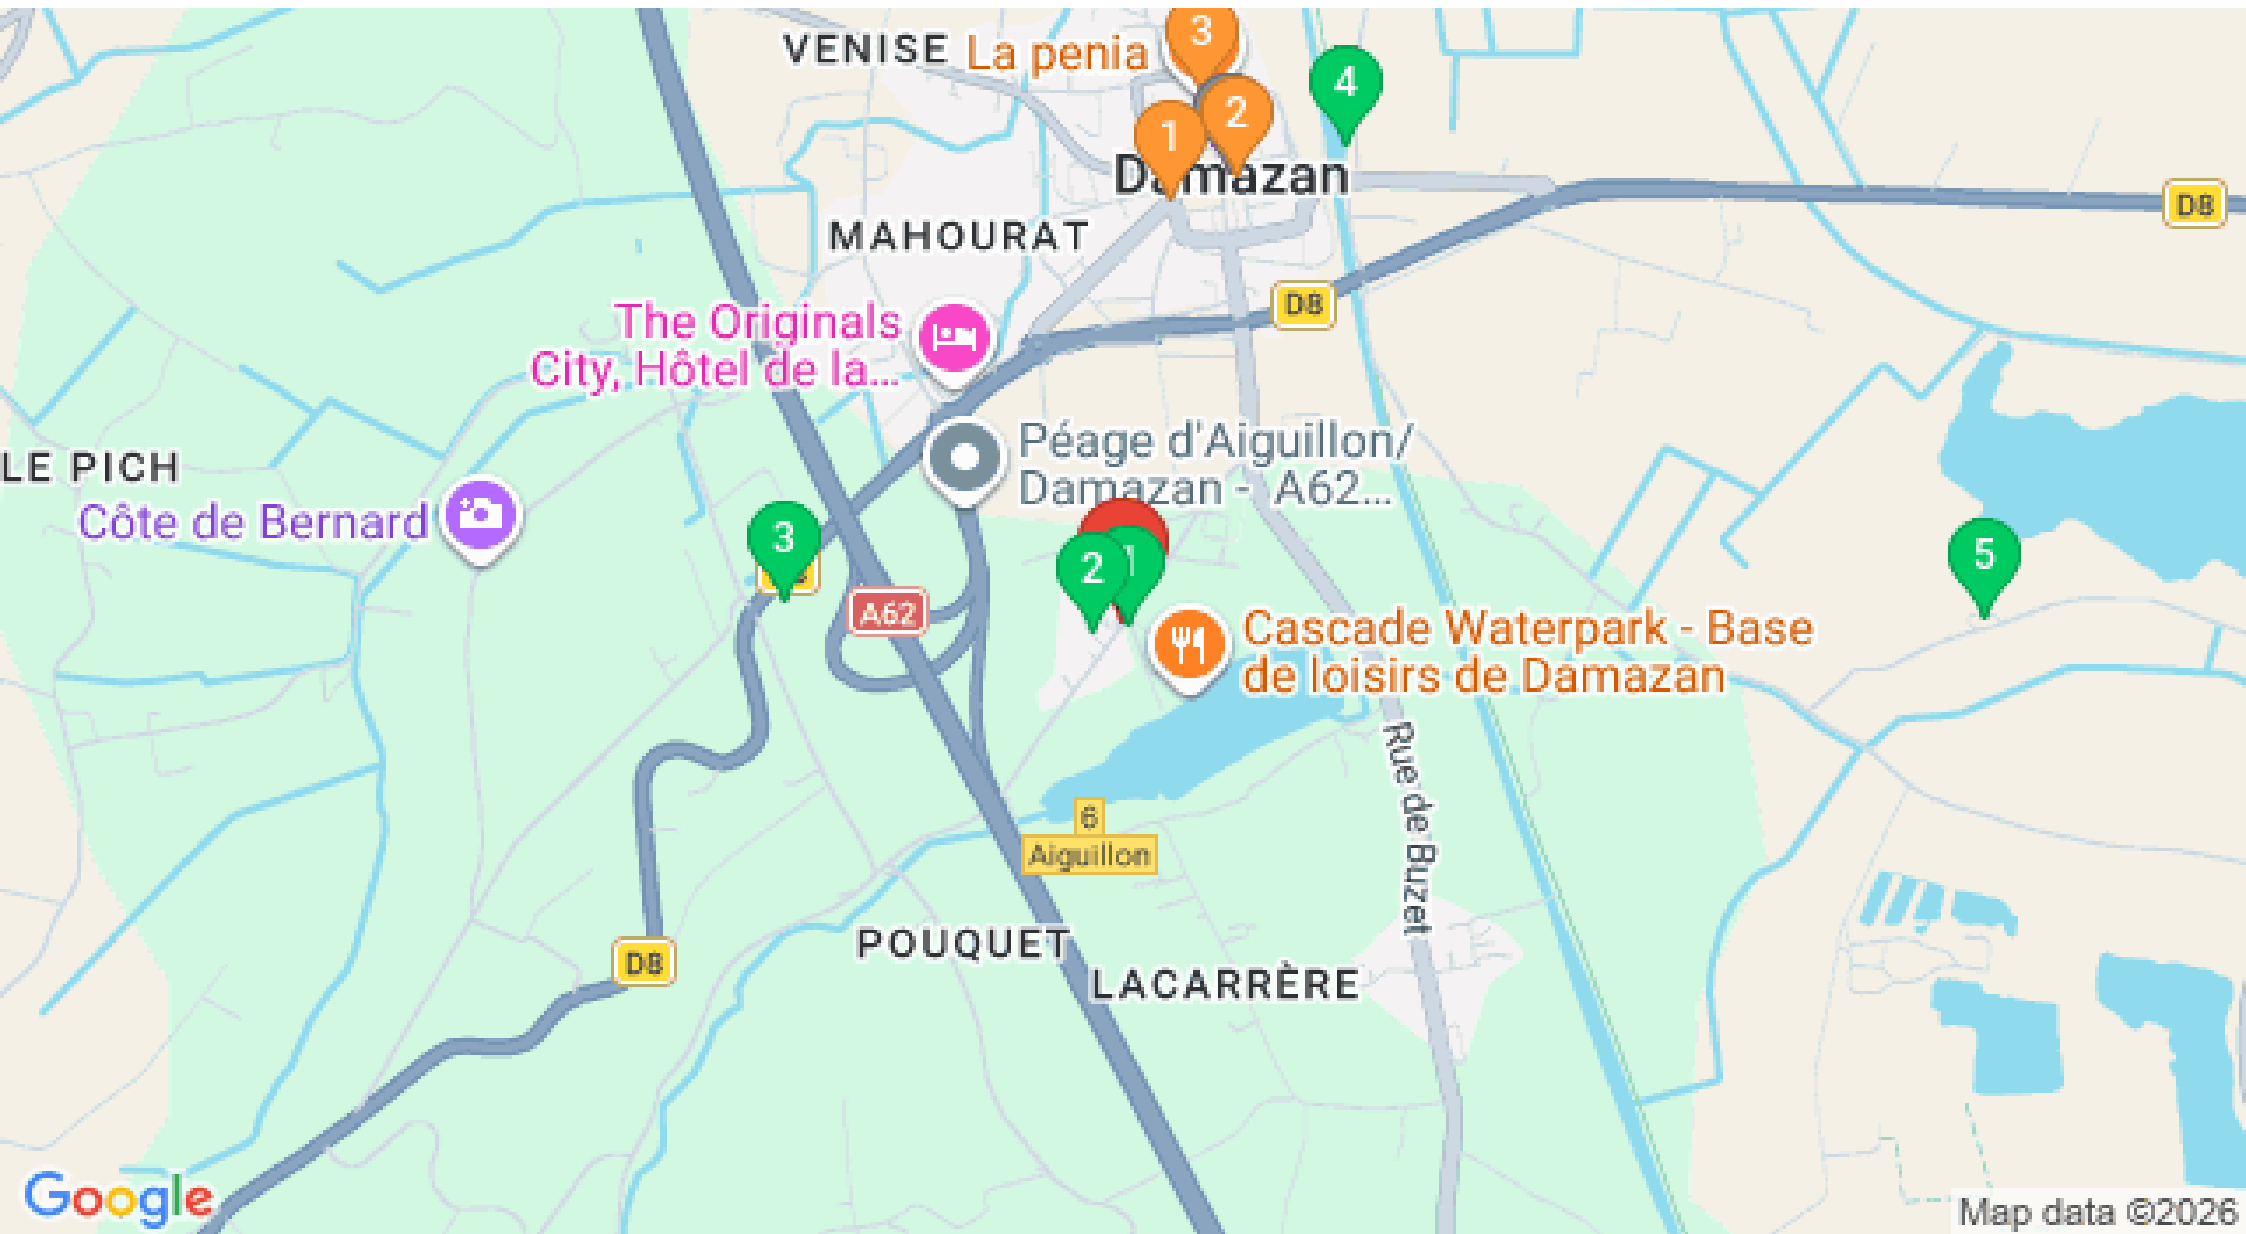 VENISE
La penia
3
4
2
1
Damazan
D8
MAHOURAT
D8
The Originals
City, Hôtel de la...
Péage d'Aiguillon/
Damazan - A62...
LE PICH
Côte de Bernard
3
2
1
5
A62
Cascade Waterpark - Base
de loisirs de Damazan
Rue de Buzet
6
Aiguillon
POUQUET
D8
LACARRÈRE
Google
Map data ©2026